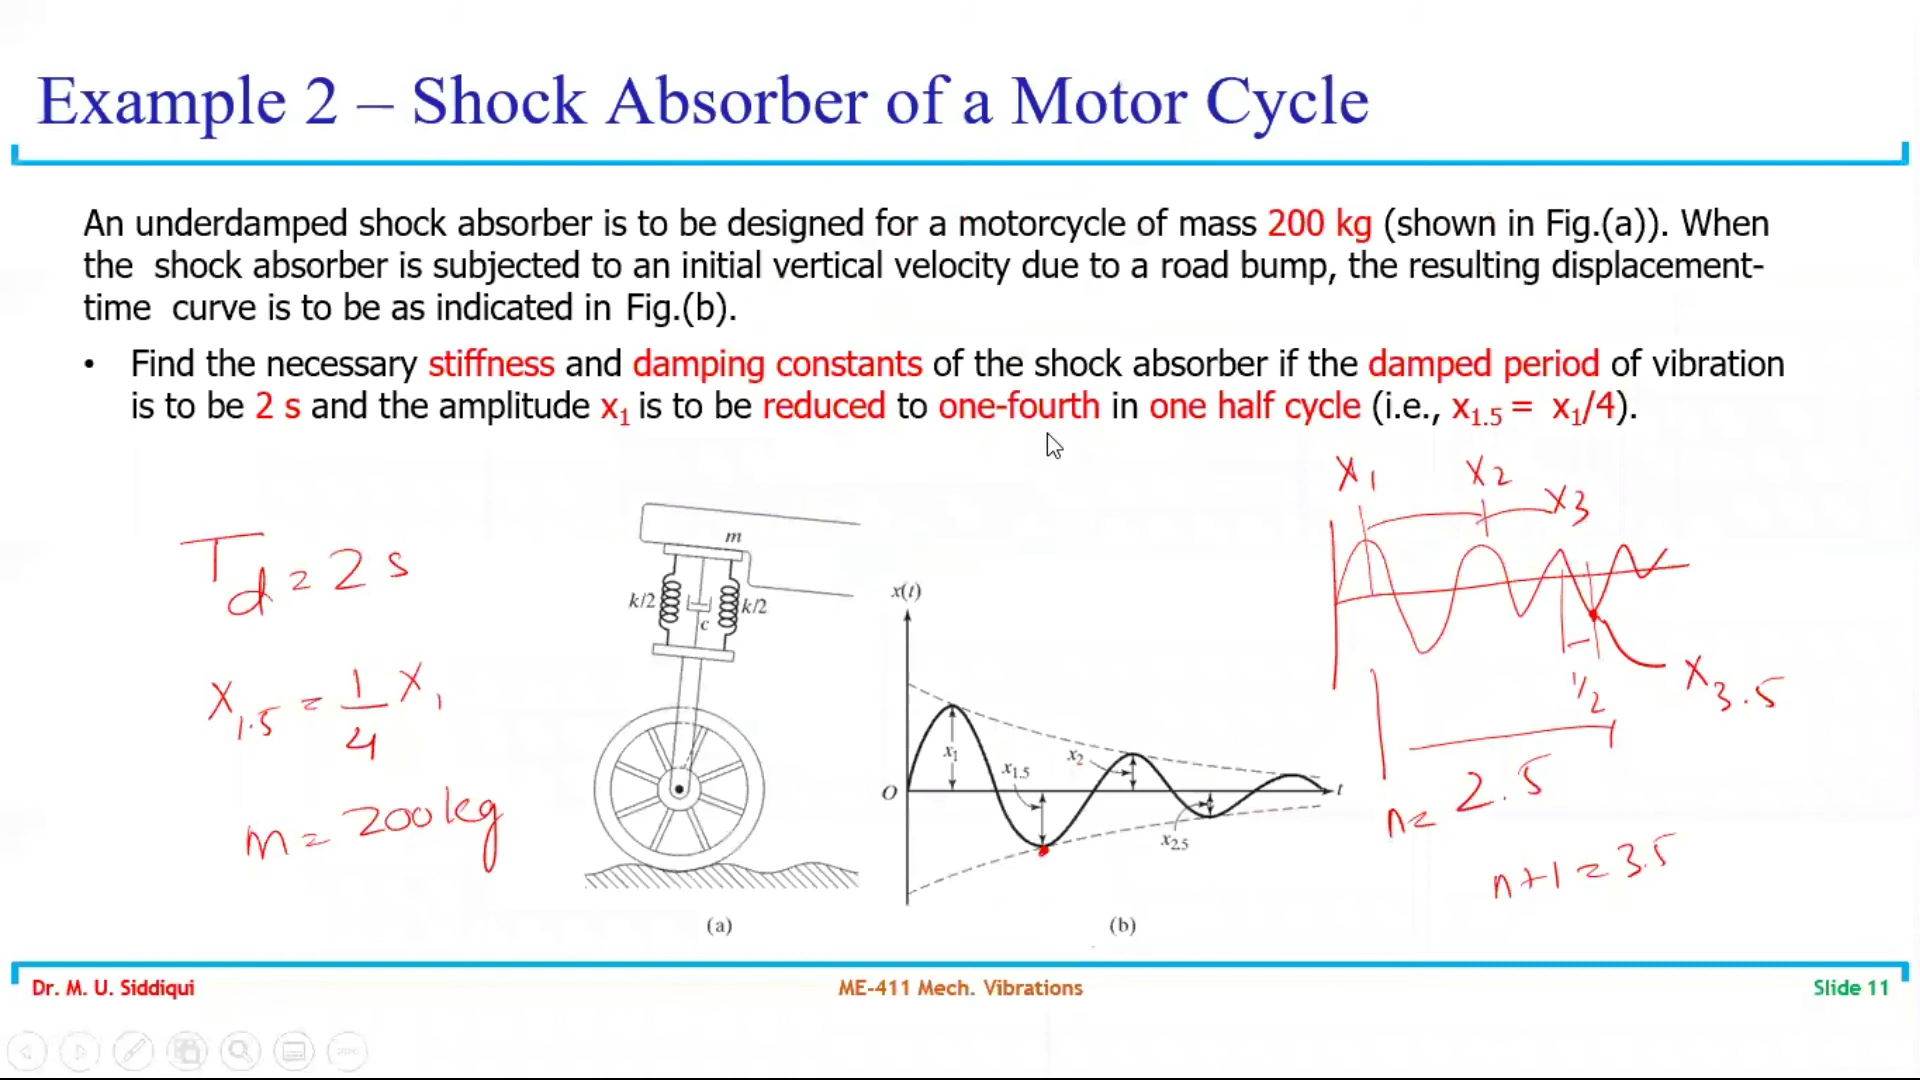 Example 2 – Shock Absorber of a Motor Cycle
An underdamped shock absorber is to be designed for a motorcycle of mass 200 kg (shown in Fig.(a)). When
the shock absorber is subjected to an initial vertical velocity due to a road bump, the resulting displacement-
time curve is to be as indicated in Fig.(b).
• Find the necessary stiffness and damping constants of the shock absorber if the damped period of vibration
is to be 2 s and the amplitude x1 is to be reduced to one-fourth in one half cycle (i.e., x1.5 = x1/4).
Td = 2 s
x1.5 = 1/4 x1
m = 200 kg
m
k/2
k/2
c
(a)
x(t)
x1
x1.5
x2
x2.5
O
t
(b)
x1
x2
x3
1/2
x3.5
n = 2.5
n+1 = 3.5
Dr. M. U. Siddiqui
ME-411 Mech. Vibrations
Slide 11